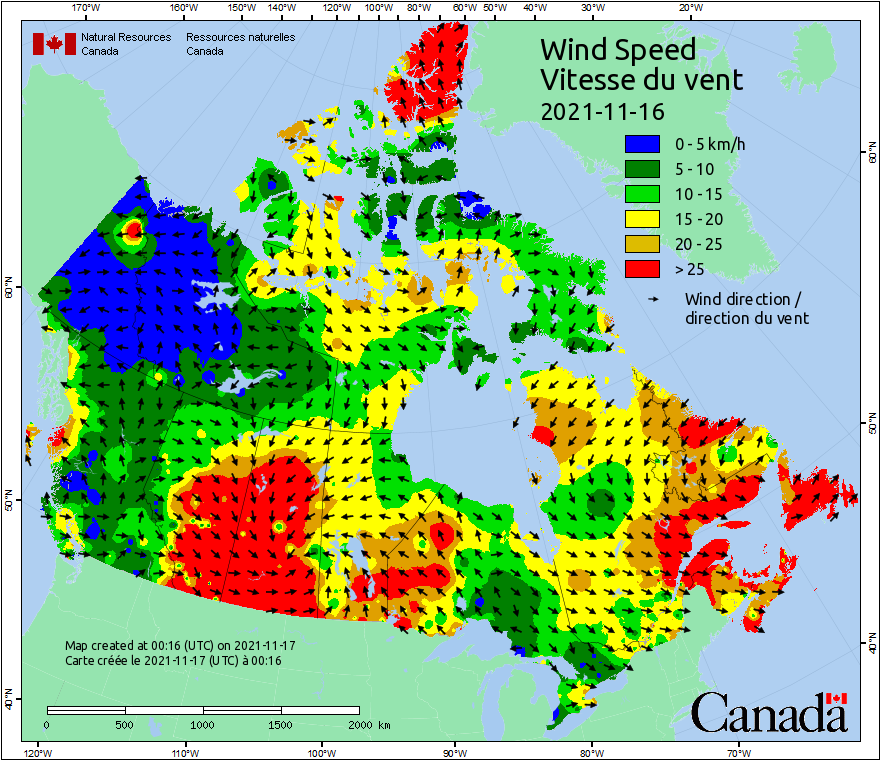 170°W 160°W 150°W 140°W 130°W 120°W 110°W 100°W 90°W 80°W 70°W 60°W 50°W 40°W 30°W 20°W
Natural Resources Ressources naturelles
Canada Canada
Wind Speed
Vitesse du vent
2021-11-16
0 - 5 km/h
5 - 10
10 - 15
15 - 20
20 - 25
> 25
Wind direction /
direction du vent
60°N
60°N
50°N
50°N
40°N
40°N
Map created at 00:16 (UTC) on 2021-11-17
Carte créée le 2021-11-17 (UTC) à 00:16
0 500 1000 1500 2000 km
Canada
120°W 110°W 100°W 90°W 80°W 70°W